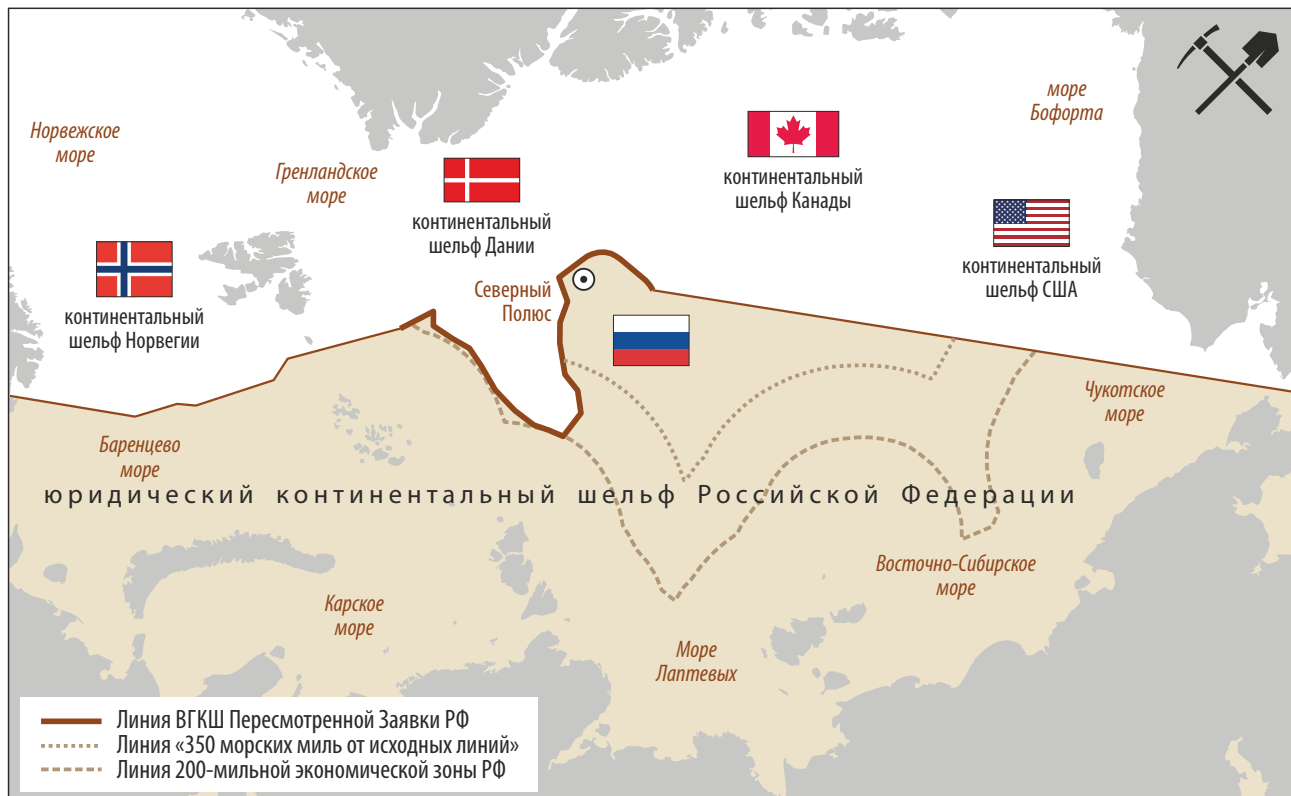 Норвежское
море
Гренландское
море
море
Бофорта
континентальный
шельф Дании
континентальный
шельф Канады
континентальный
шельф США
континентальный
шельф Норвегии
Северный
Полюс
Чукотское
море
Баренцево
море
юридический континентальный шельф Российской Федерации
Восточно-Сибирское
море
Карское
море
Море
Лаптевых
Линия ВГКШ Пересмотренной Заявки РФ
Линия «350 морских миль от исходных линий»
Линия 200-мильной экономической зоны РФ